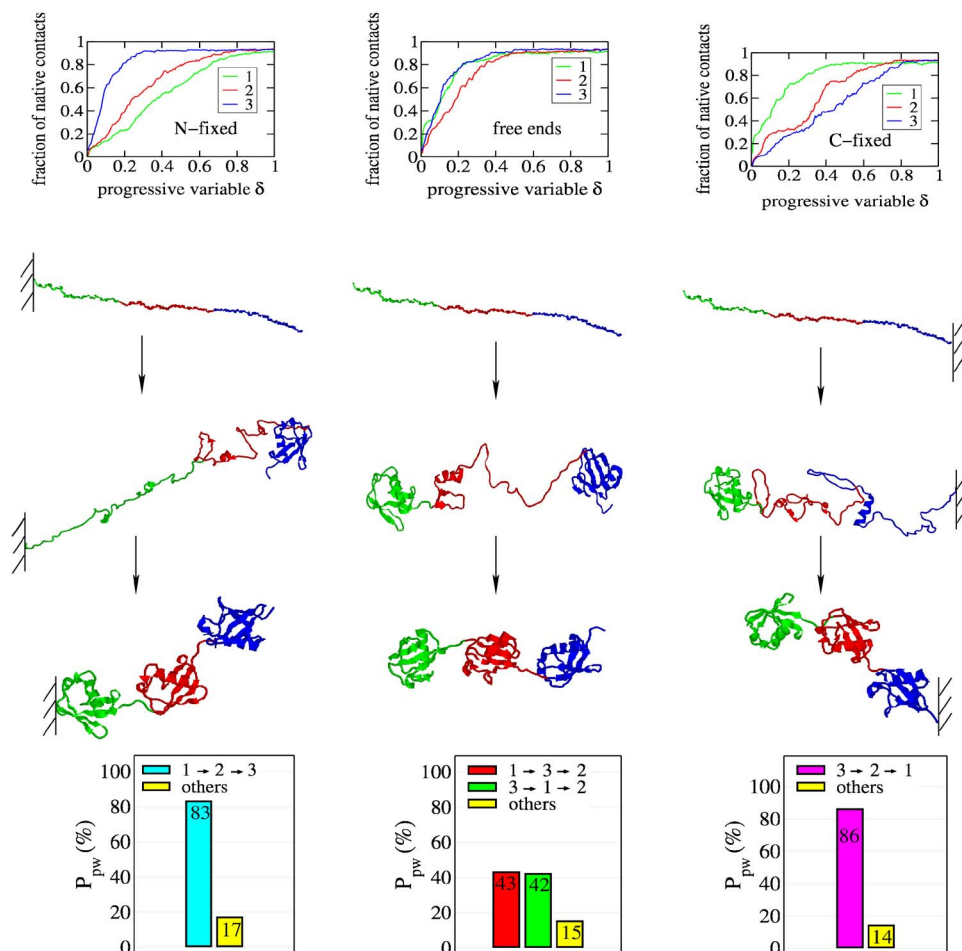 fraction of native contacts
1
0.8
0.6
0.4
0.2
0
0 0.2 0.4 0.6 0.8 1
1
2
3
N-fixed
progressive variable δ
fraction of native contacts
1
0.8
0.6
0.4
0.2
0
0 0.2 0.4 0.6 0.8 1
1
2
3
free ends
progressive variable δ
fraction of native contacts
1
0.8
0.6
0.4
0.2
0
0 0.2 0.4 0.6 0.8 1
1
2
3
C-fixed
progressive variable δ
P_pw (%)
100
80
60
40
20
0
1 → 2 → 3
others
83
17
P_pw (%)
100
80
60
40
20
0
1 → 3 → 2
3 → 1 → 2
others
43
42
15
P_pw (%)
100
80
60
40
20
0
3 → 2 → 1
others
86
14